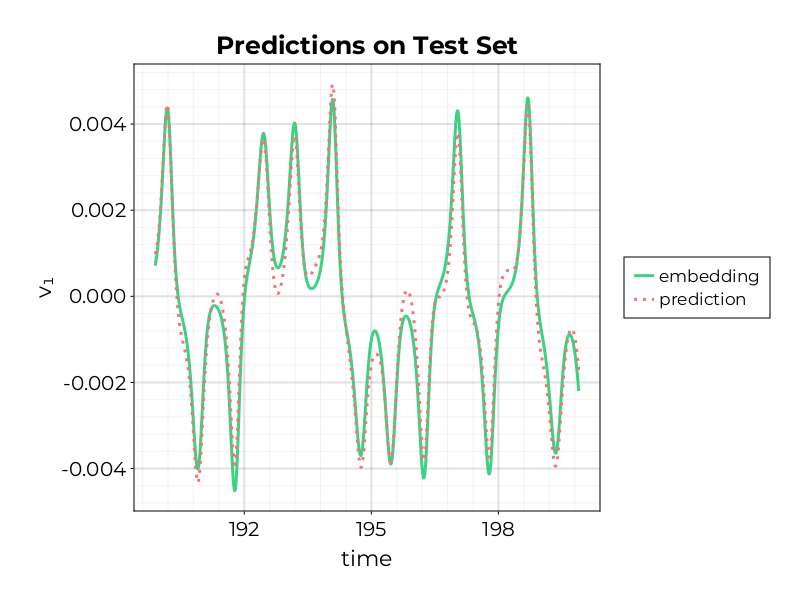 Predictions on Test Set
0.004
0.002
0.000
-0.002
-0.004
v₁
192 195 198
time
embedding
prediction